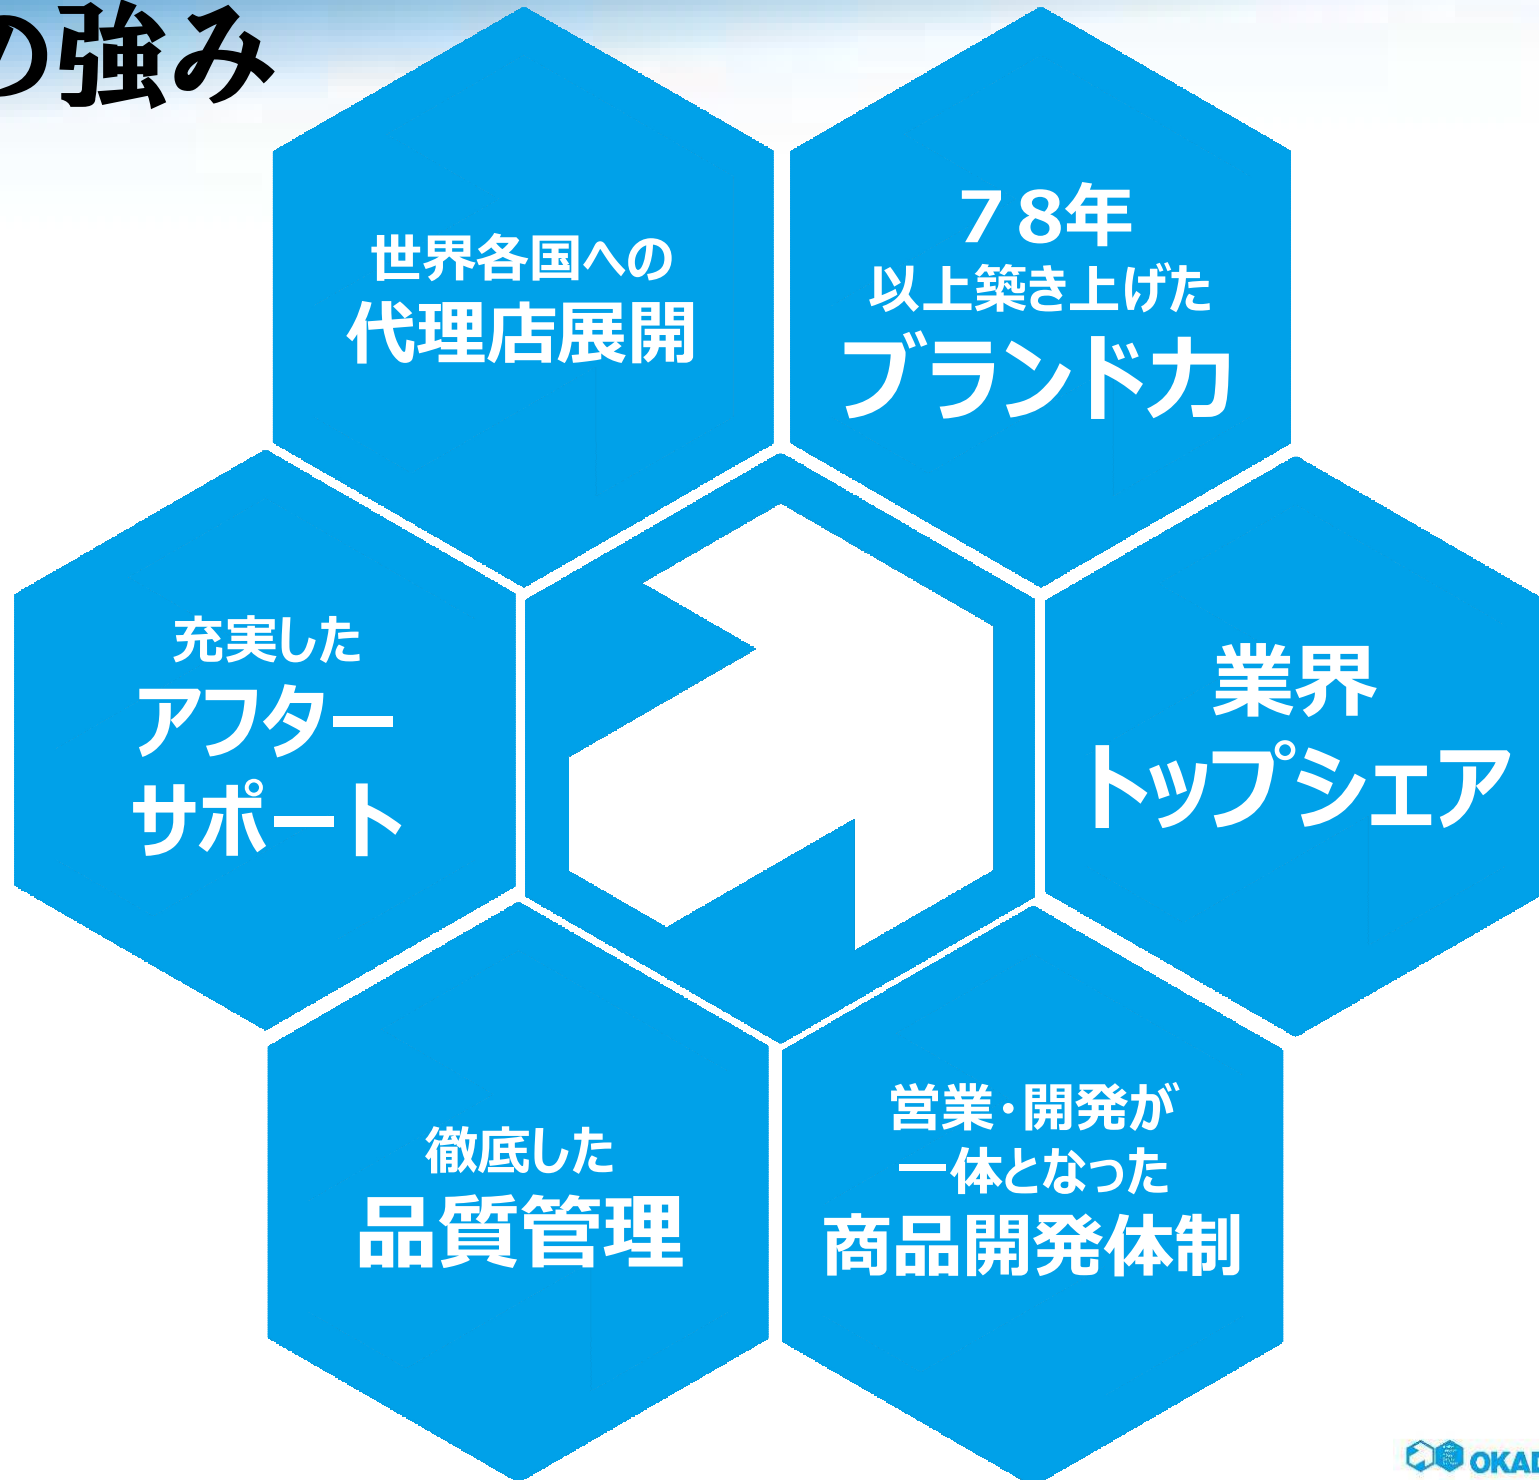 の強み
世界各国への
代理店展開
７８年
以上築き上げた
ブランド力
充実した
アフター
サポート
業界
トップシェア
徹底した
品質管理
営業・開発が
一体となった
商品開発体制